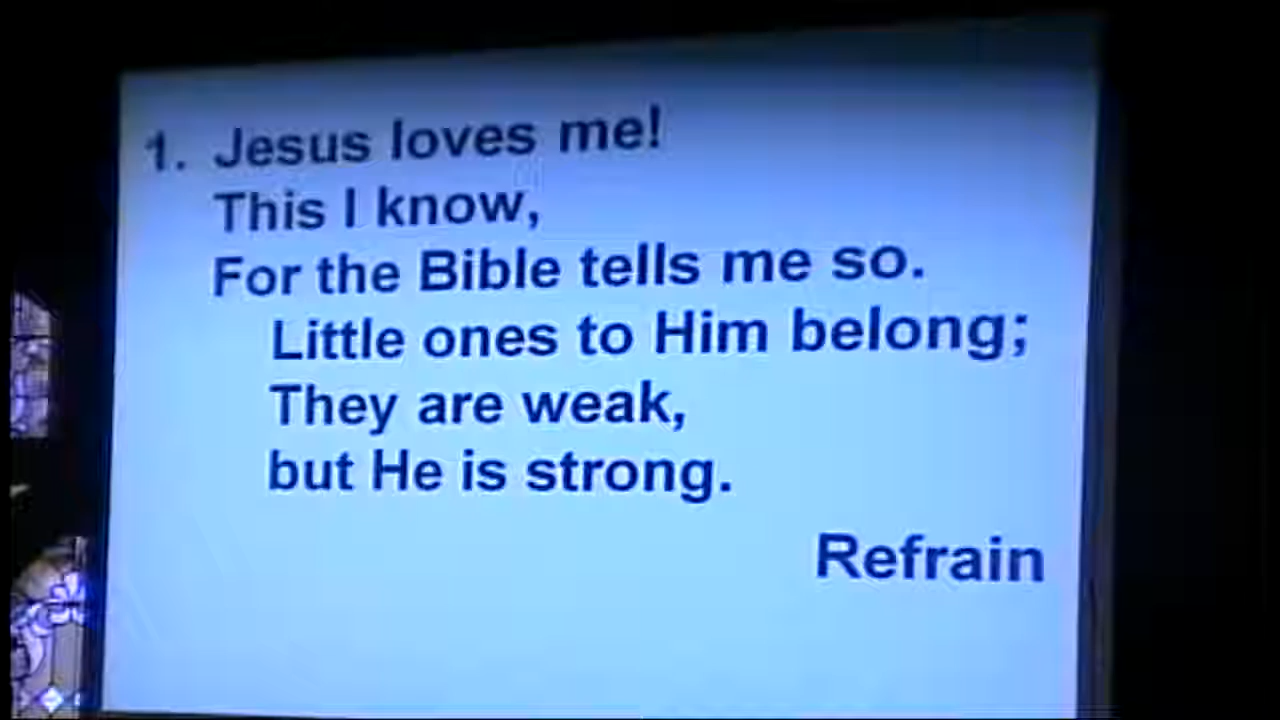 1. Jesus loves me!
This I know,
For the Bible tells me so.
Little ones to Him belong;
They are weak,
but He is strong.
Refrain